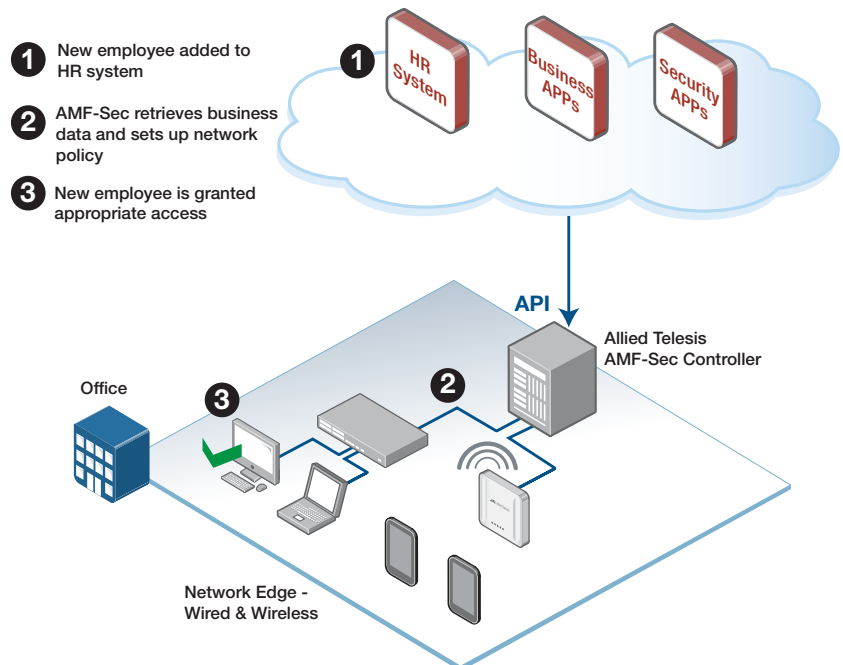 1 New employee added to
HR system
2 AMF-Sec retrieves business
data and sets up network
policy
3 New employee is granted
appropriate access
1
HR
System
Business
APPs
Security
APPs
API
Allied Telesis
AMF-Sec Controller
2
Office
3
Network Edge -
Wired & Wireless